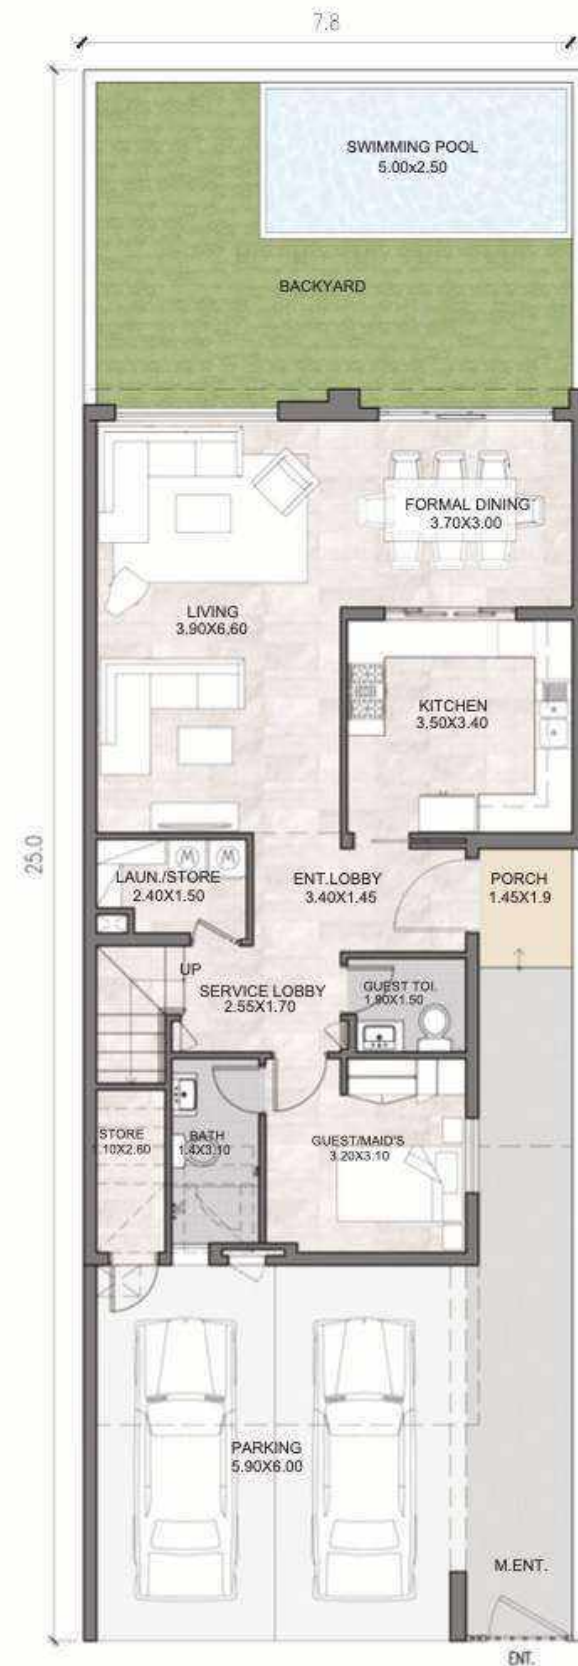 7.8
SWIMMING POOL
5.00x2.50
BACKYARD
FORMAL DINING
3.70X3.00
LIVING
3.90X6.60
KITCHEN
3.50X3.40
25.0
LAUN./STORE
2.40X1.50
M
M
ENT.LOBBY
3.40X1.45
PORCH
1.45X1.9
UP
SERVICE LOBBY
2.55X1.70
GUEST TOI.
1.90X1.50
STORE
1.10X2.60
BATH
1.4X3.10
GUEST/MAID'S
3.20X3.10
PARKING
5.90X6.00
M.ENT.
ENT.